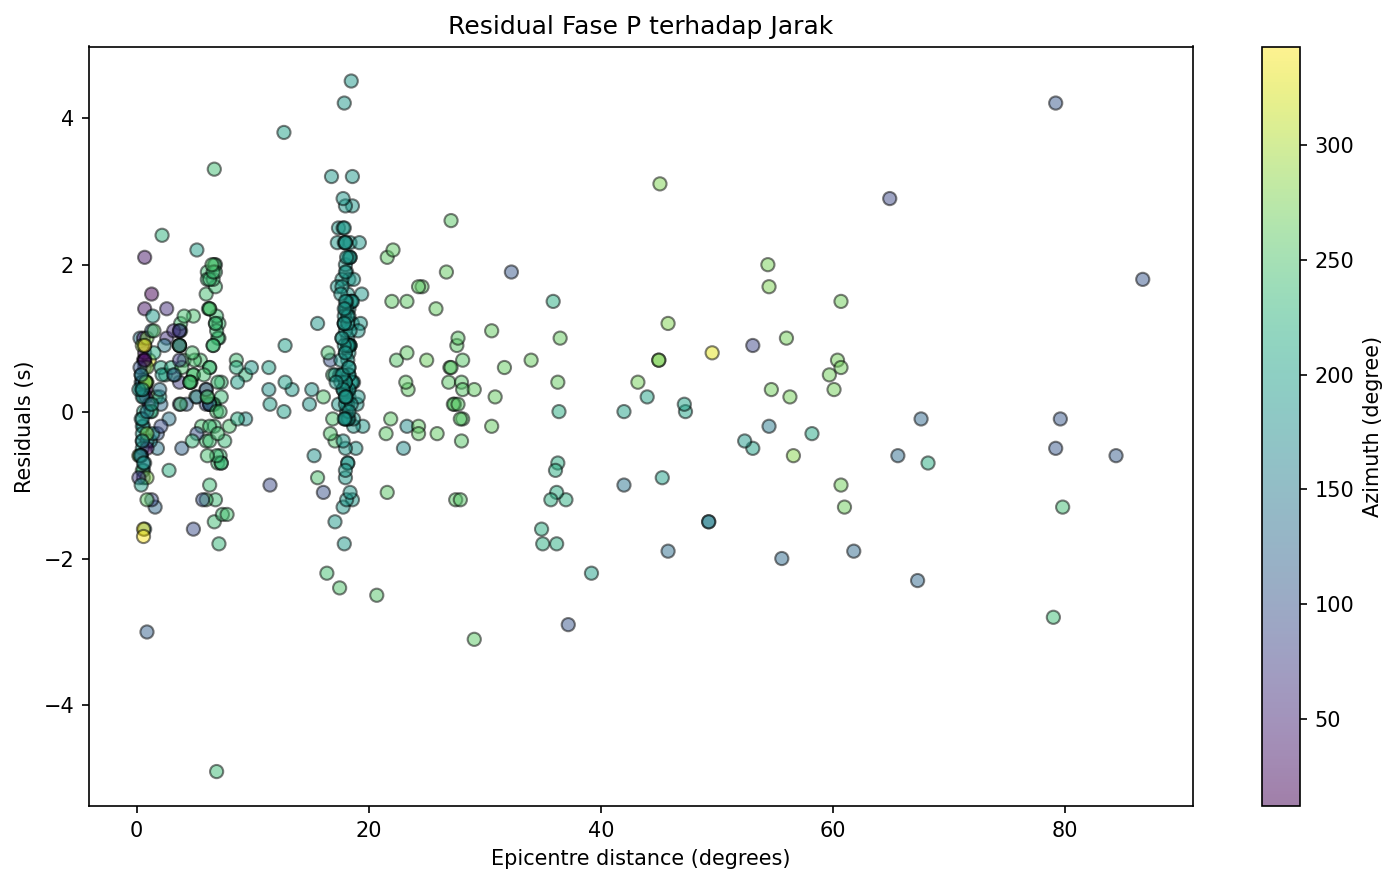 Residual Fase P terhadap Jarak
Residuals (s)
4
2
0
−2
−4
0 20 40 60 80
Epicentre distance (degrees)
300
250
200
150
100
50
Azimuth (degree)